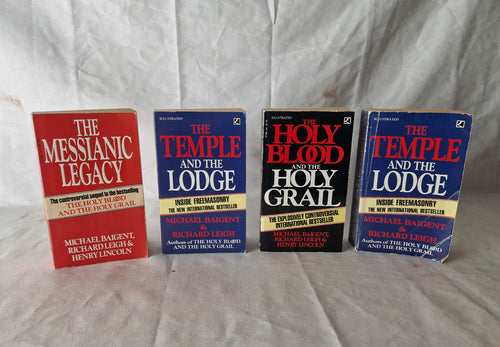 THE
MESSIANIC
LEGACY
The controversial sequel to the bestselling
THE HOLY BLOOD
AND THE HOLY GRAIL
MICHAEL BAIGENT,
RICHARD LEIGH &
HENRY LINCOLN
ILLUSTRATED
THE
TEMPLE
AND THE
LODGE
INSIDE FREEMASONRY
THE NEW INTERNATIONAL BESTSELLER
MICHAEL BAIGENT
& RICHARD LEIGH
Authors of THE HOLY BLOOD
AND THE HOLY GRAIL
ILLUSTRATED
THE
HOLY
BLOOD
AND THE
HOLY
GRAIL
THE EXPLOSIVELY CONTROVERSIAL
INTERNATIONAL BESTSELLER
MICHAEL BAIGENT,
RICHARD LEIGH &
HENRY LINCOLN
ILLUSTRATED
THE
TEMPLE
AND THE
LODGE
INSIDE FREEMASONRY
THE NEW INTERNATIONAL BESTSELLER
MICHAEL BAIGENT
& RICHARD LEIGH
Authors of THE HOLY BLOOD
AND THE HOLY GRAIL